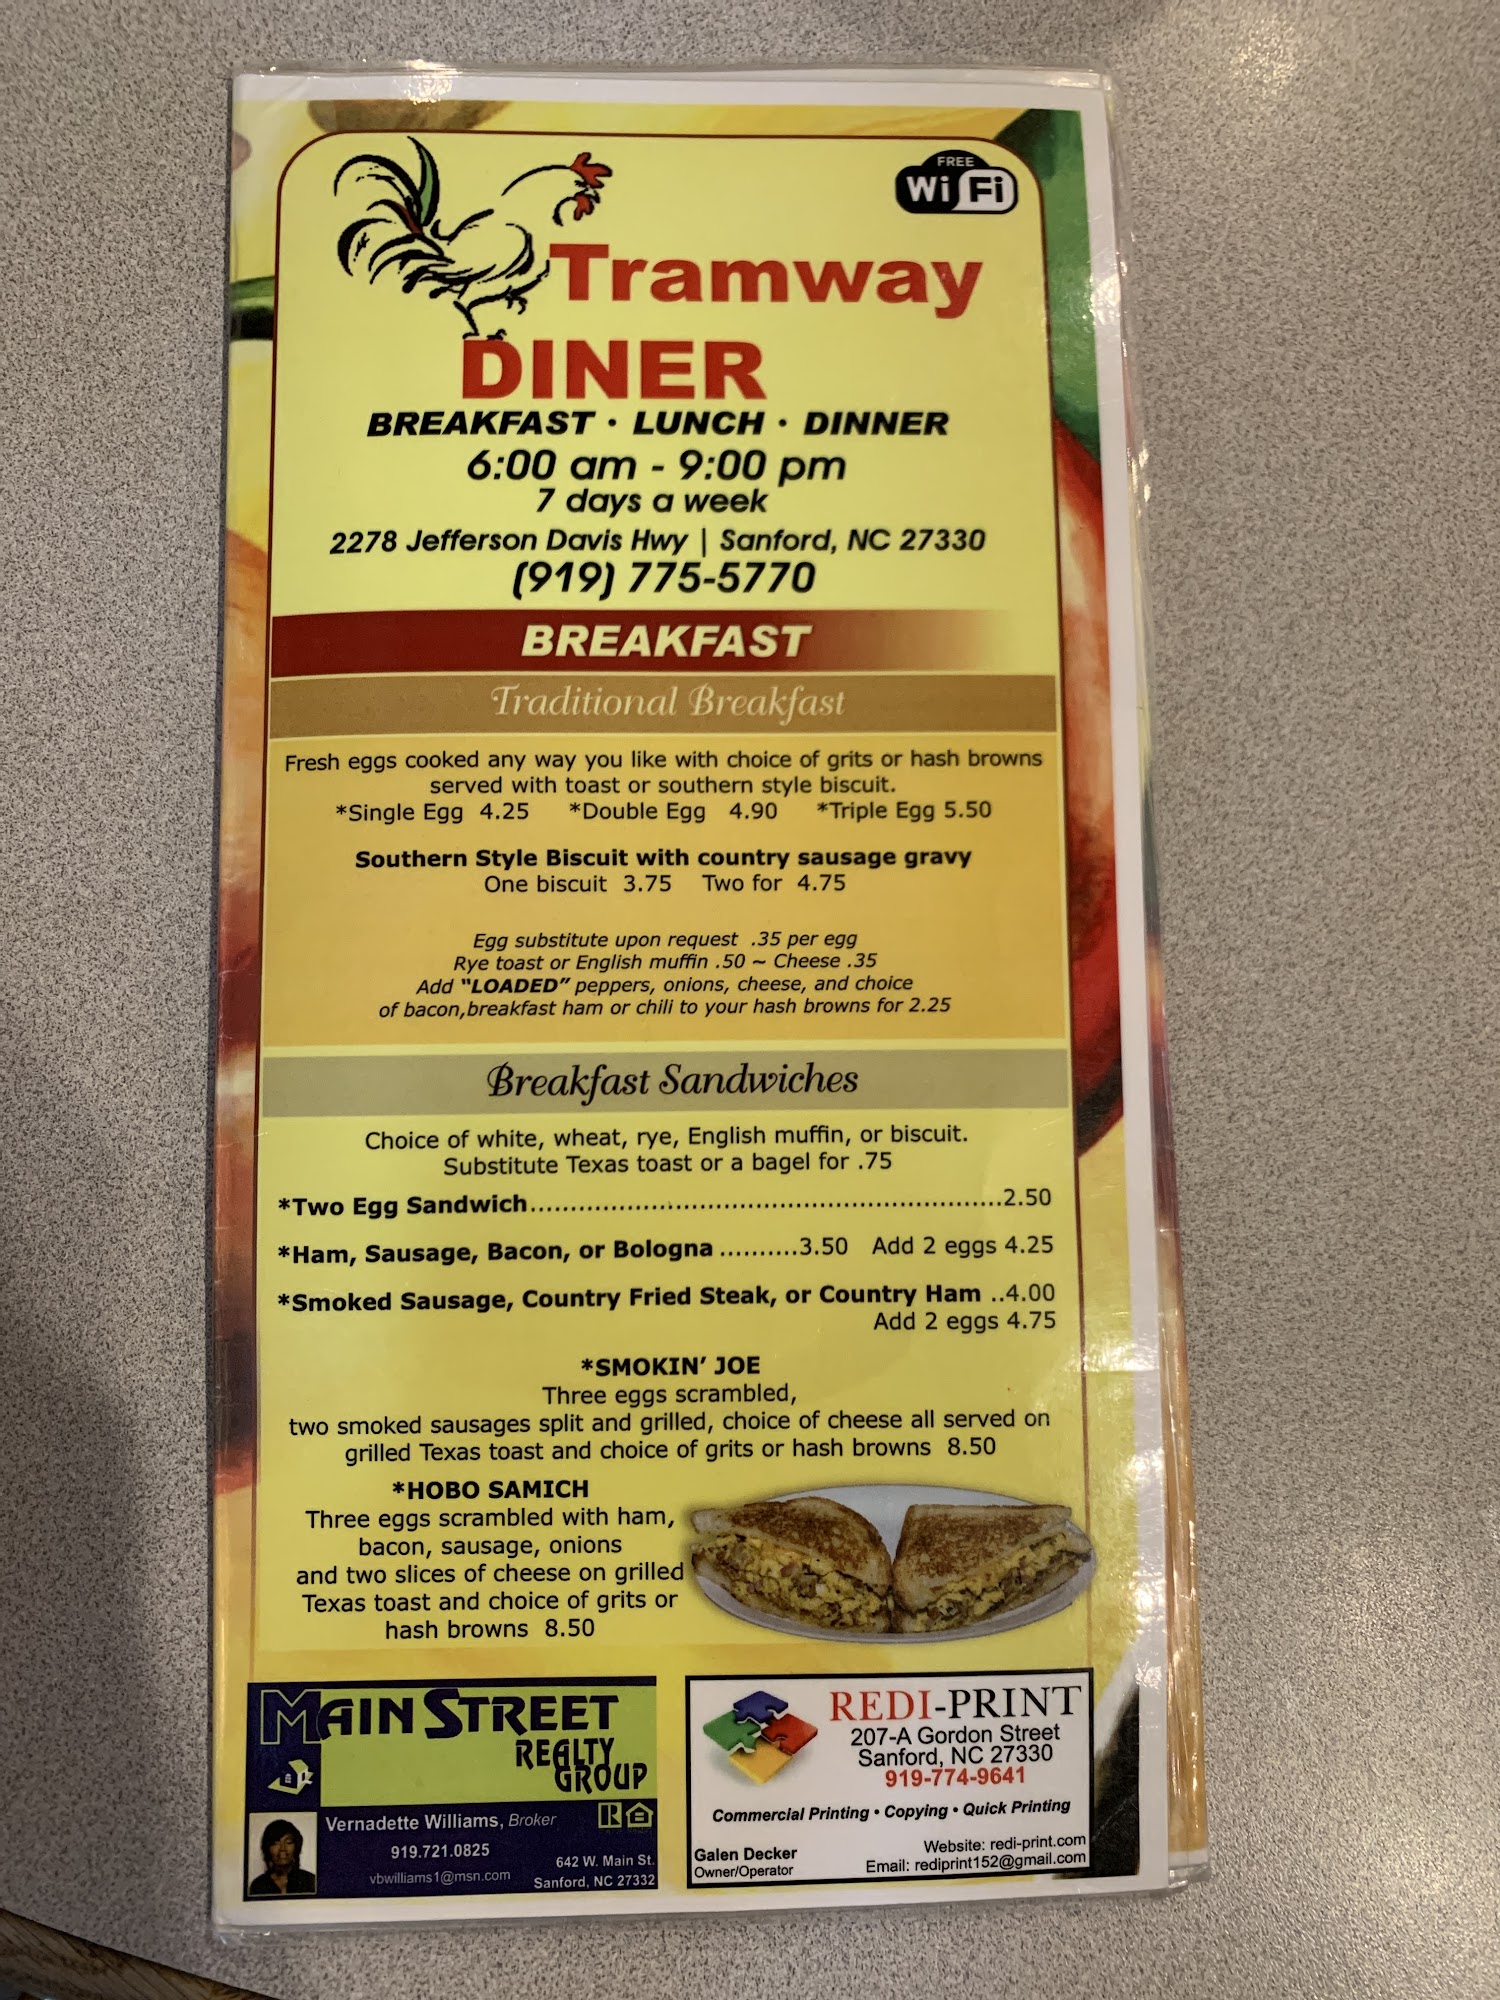 FREE
Wi Fi
Tramway
DINER
BREAKFAST • LUNCH • DINNER
6:00 am - 9:00 pm
7 days a week
2278 Jefferson Davis Hwy | Sanford, NC 27330
(919) 775-5770
BREAKFAST
Traditional Breakfast
Fresh eggs cooked any way you like with choice of grits or hash browns
served with toast or southern style biscuit.
*Single Egg 4.25 *Double Egg 4.90 *Triple Egg 5.50
Southern Style Biscuit with country sausage gravy
One biscuit 3.75 Two for 4.75
Egg substitute upon request .35 per egg
Rye toast or English muffin .50 ~ Cheese .35
Add "LOADED" peppers, onions, cheese, and choice
of bacon,breakfast ham or chili to your hash browns for 2.25
Breakfast Sandwiches
Choice of white, wheat, rye, English muffin, or biscuit.
Substitute Texas toast or a bagel for .75
*Two Egg Sandwich..........................................................2.50
*Ham, Sausage, Bacon, or Bologna ..........3.50 Add 2 eggs 4.25
*Smoked Sausage, Country Fried Steak, or Country Ham ..4.00
Add 2 eggs 4.75
*SMOKIN' JOE
Three eggs scrambled,
two smoked sausages split and grilled, choice of cheese all served on
grilled Texas toast and choice of grits or hash browns 8.50
*HOBO SAMICH
Three eggs scrambled with ham,
bacon, sausage, onions
and two slices of cheese on grilled
Texas toast and choice of grits or
hash browns 8.50
MAIN STREET
REALTY
GROUP
Vernadette Williams, Broker
919.721.0825
vbwilliams1@msn.com
642 W. Main St.
Sanford, NC 27332
REDI-PRINT
207-A Gordon Street
Sanford, NC 27330
919-774-9641
Commercial Printing • Copying • Quick Printing
Galen Decker
Owner/Operator
Website: redi-print.com
Email: rediprint152@gmail.com